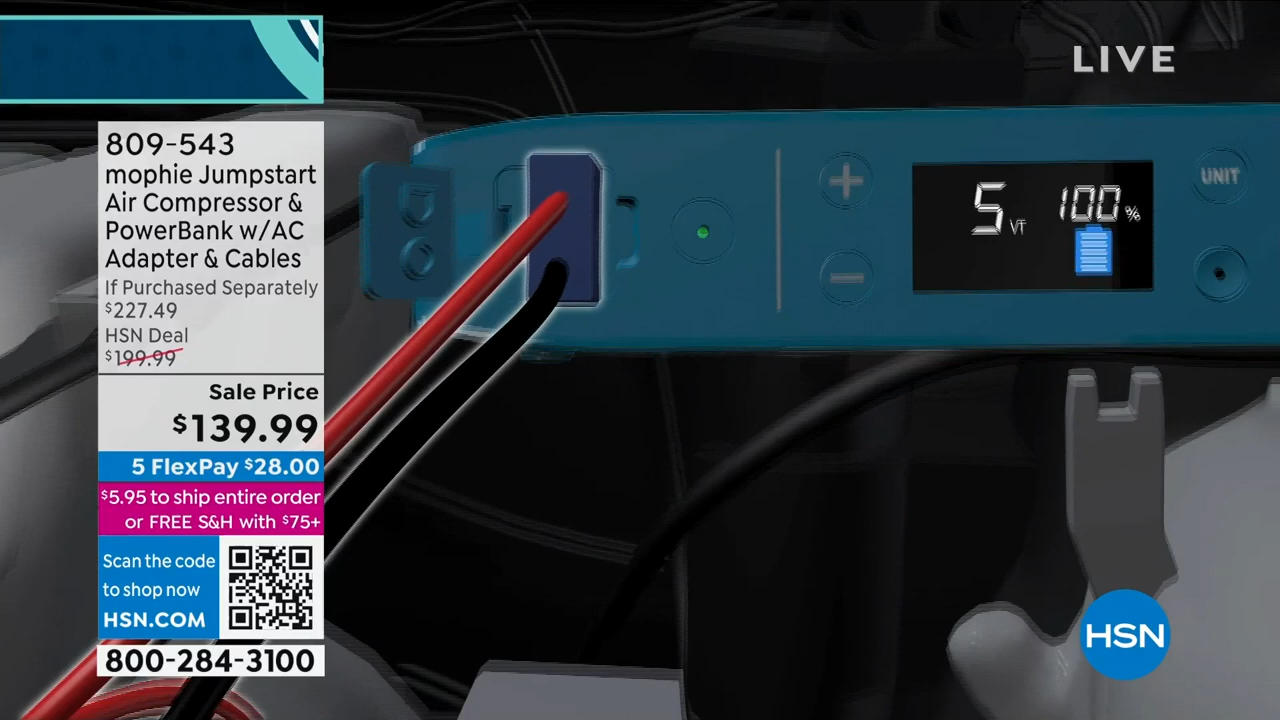 LIVE
809-543
mophie Jumpstart
Air Compressor &
PowerBank w/AC
Adapter & Cables
If Purchased Separately
$227.49
HSN Deal
$199.99
Sale Price
$139.99
5 FlexPay $28.00
$5.95 to ship entire order
or FREE S&H with $75+
Scan the code
to shop now
HSN.COM
800-284-3100
5 VT 100%
UNIT
HSN